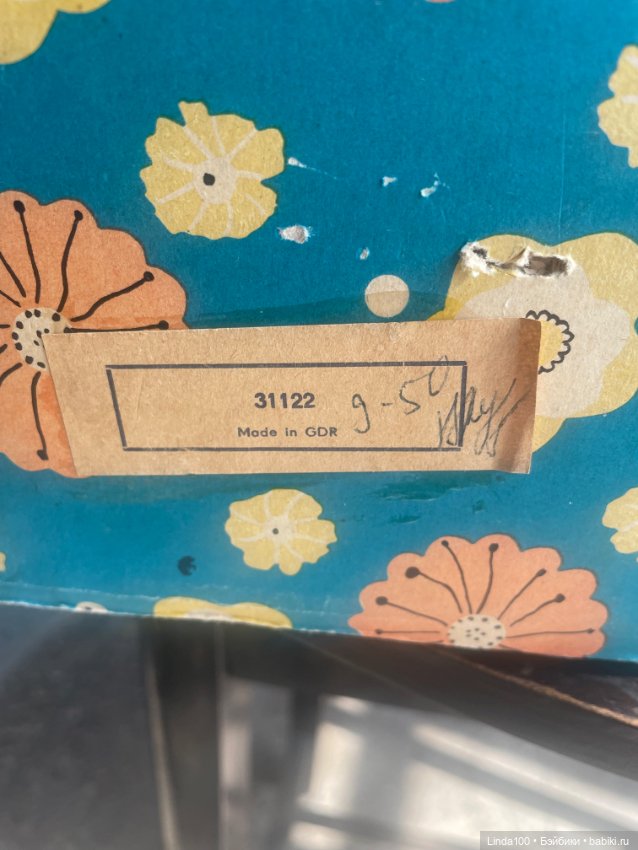 31122
Made in GDR
9-50
Linda100 • Бэйбики • babiki.ru